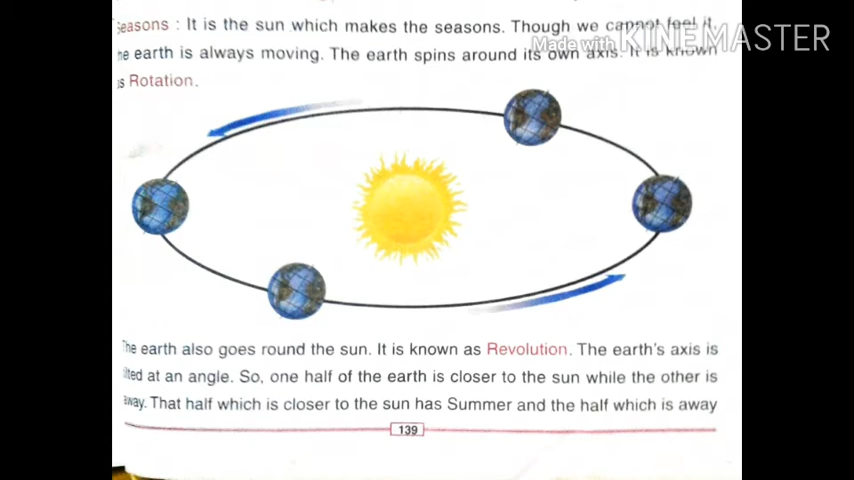 Seasons : It is the sun which makes the seasons. Though we cannot feel it
he earth is always moving. The earth spins around its own axis. It is known
as Rotation.
Made with KINEMASTER
The earth also goes round the sun. It is known as Revolution. The earth's axis is
tilted at an angle. So, one half of the earth is closer to the sun while the other is
away. That half which is closer to the sun has Summer and the half which is away
139